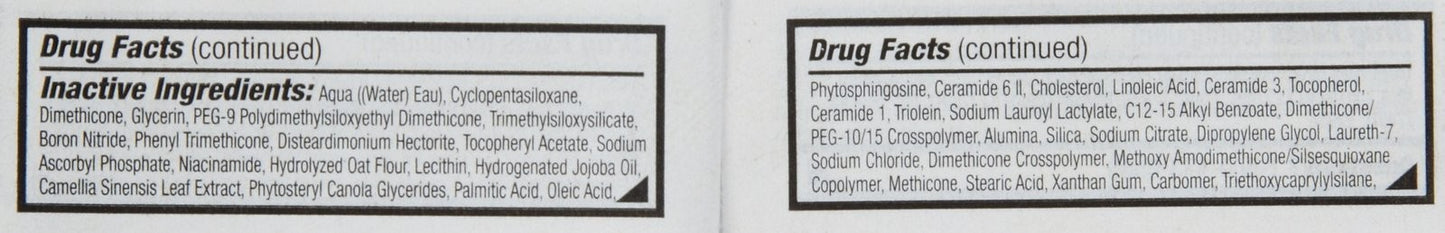 Drug Facts (continued)
Inactive Ingredients: Aqua ((Water) Eau), Cyclopentasiloxane,
Dimethicone, Glycerin, PEG-9 Polydimethylsiloxyethyl Dimethicone, Trimethylsiloxysilicate,
Boron Nitride, Phenyl Trimethicone, Disteardimonium Hectorite, Tocopheryl Acetate, Sodium
Ascorbyl Phosphate, Niacinamide, Hydrolyzed Oat Flour, Lecithin, Hydrogenated Jojoba Oil,
Camellia Sinensis Leaf Extract, Phytosteryl Canola Glycerides, Palmitic Acid, Oleic Acid,
Drug Facts (continued)
Phytosphingosine, Ceramide 6 II, Cholesterol, Linoleic Acid, Ceramide 3, Tocopherol,
Ceramide 1, Triolein, Sodium Lauroyl Lactylate, C12-15 Alkyl Benzoate, Dimethicone/
PEG-10/15 Crosspolymer, Alumina, Silica, Sodium Citrate, Dipropylene Glycol, Laureth-7,
Sodium Chloride, Dimethicone Crosspolymer, Methoxy Amodimethicone/Silsesquioxane
Copolymer, Methicone, Stearic Acid, Xanthan Gum, Carbomer, Triethoxycaprylylsilane,